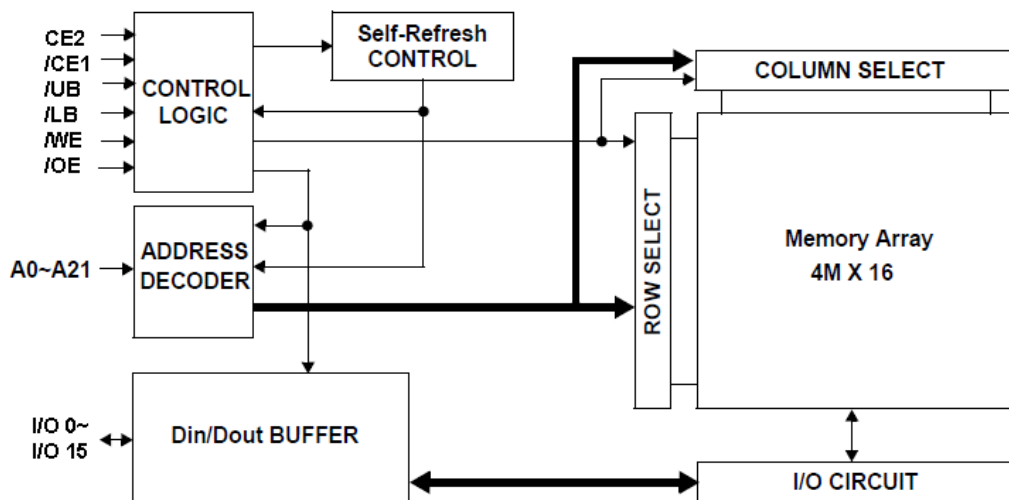 CE2
/CE1
/UB
/LB
/WE
/OE
CONTROL
LOGIC
Self-Refresh
CONTROL
COLUMN SELECT
A0~A21
ADDRESS
DECODER
ROW SELECT
Memory Array
4M X 16
I/O 0~
I/O 15
Din/Dout BUFFER
I/O CIRCUIT